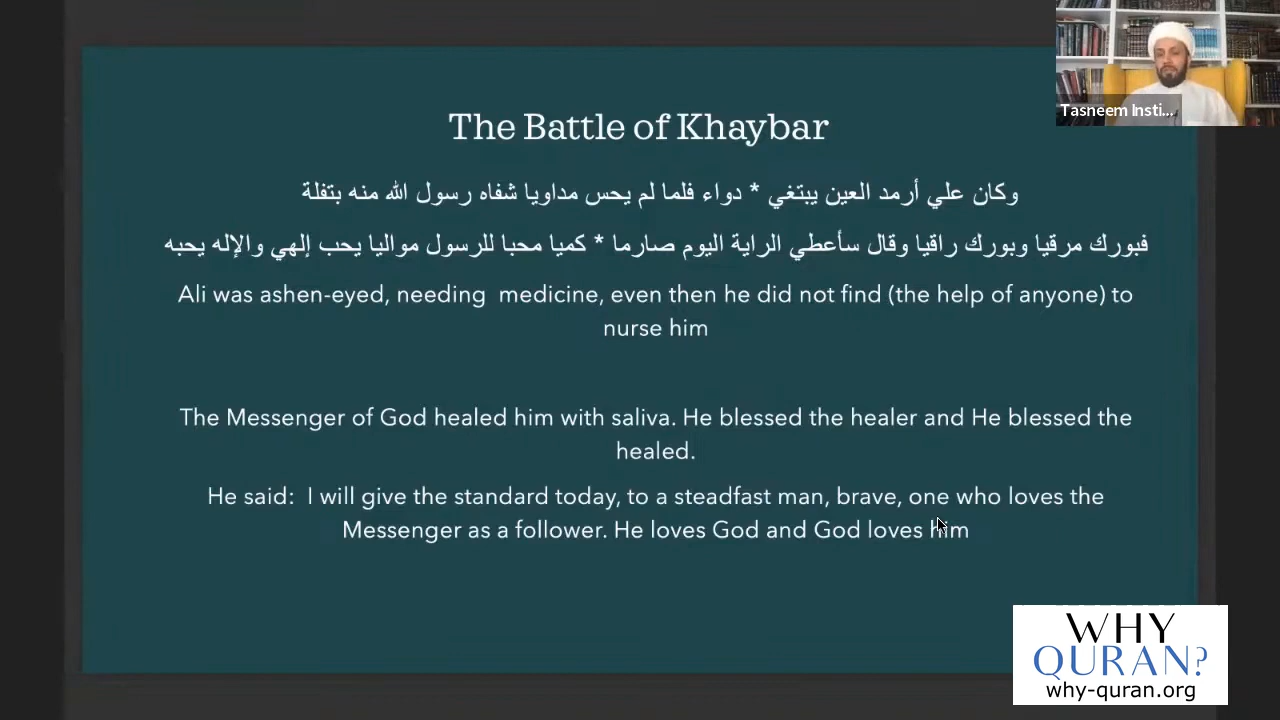 Tasneem Insti...
The Battle of Khaybar
وكان علي أرمد العين يبتغي * دواء فلما لم يحس مداويا شفاه رسول الله منه بتفلة
فبورك مرقيا وبورك راقيا وقال سأعطي الراية اليوم صارما * كميا محبا للرسول مواليا يحب إلهي والإله يحبه
Ali was ashen-eyed, needing medicine, even then he did not find (the help of anyone) to
nurse him
The Messenger of God healed him with saliva. He blessed the healer and He blessed the
healed.
He said: I will give the standard today, to a steadfast man, brave, one who loves the
Messenger as a follower. He loves God and God loves him
WHY
QURAN?
why-quran.org